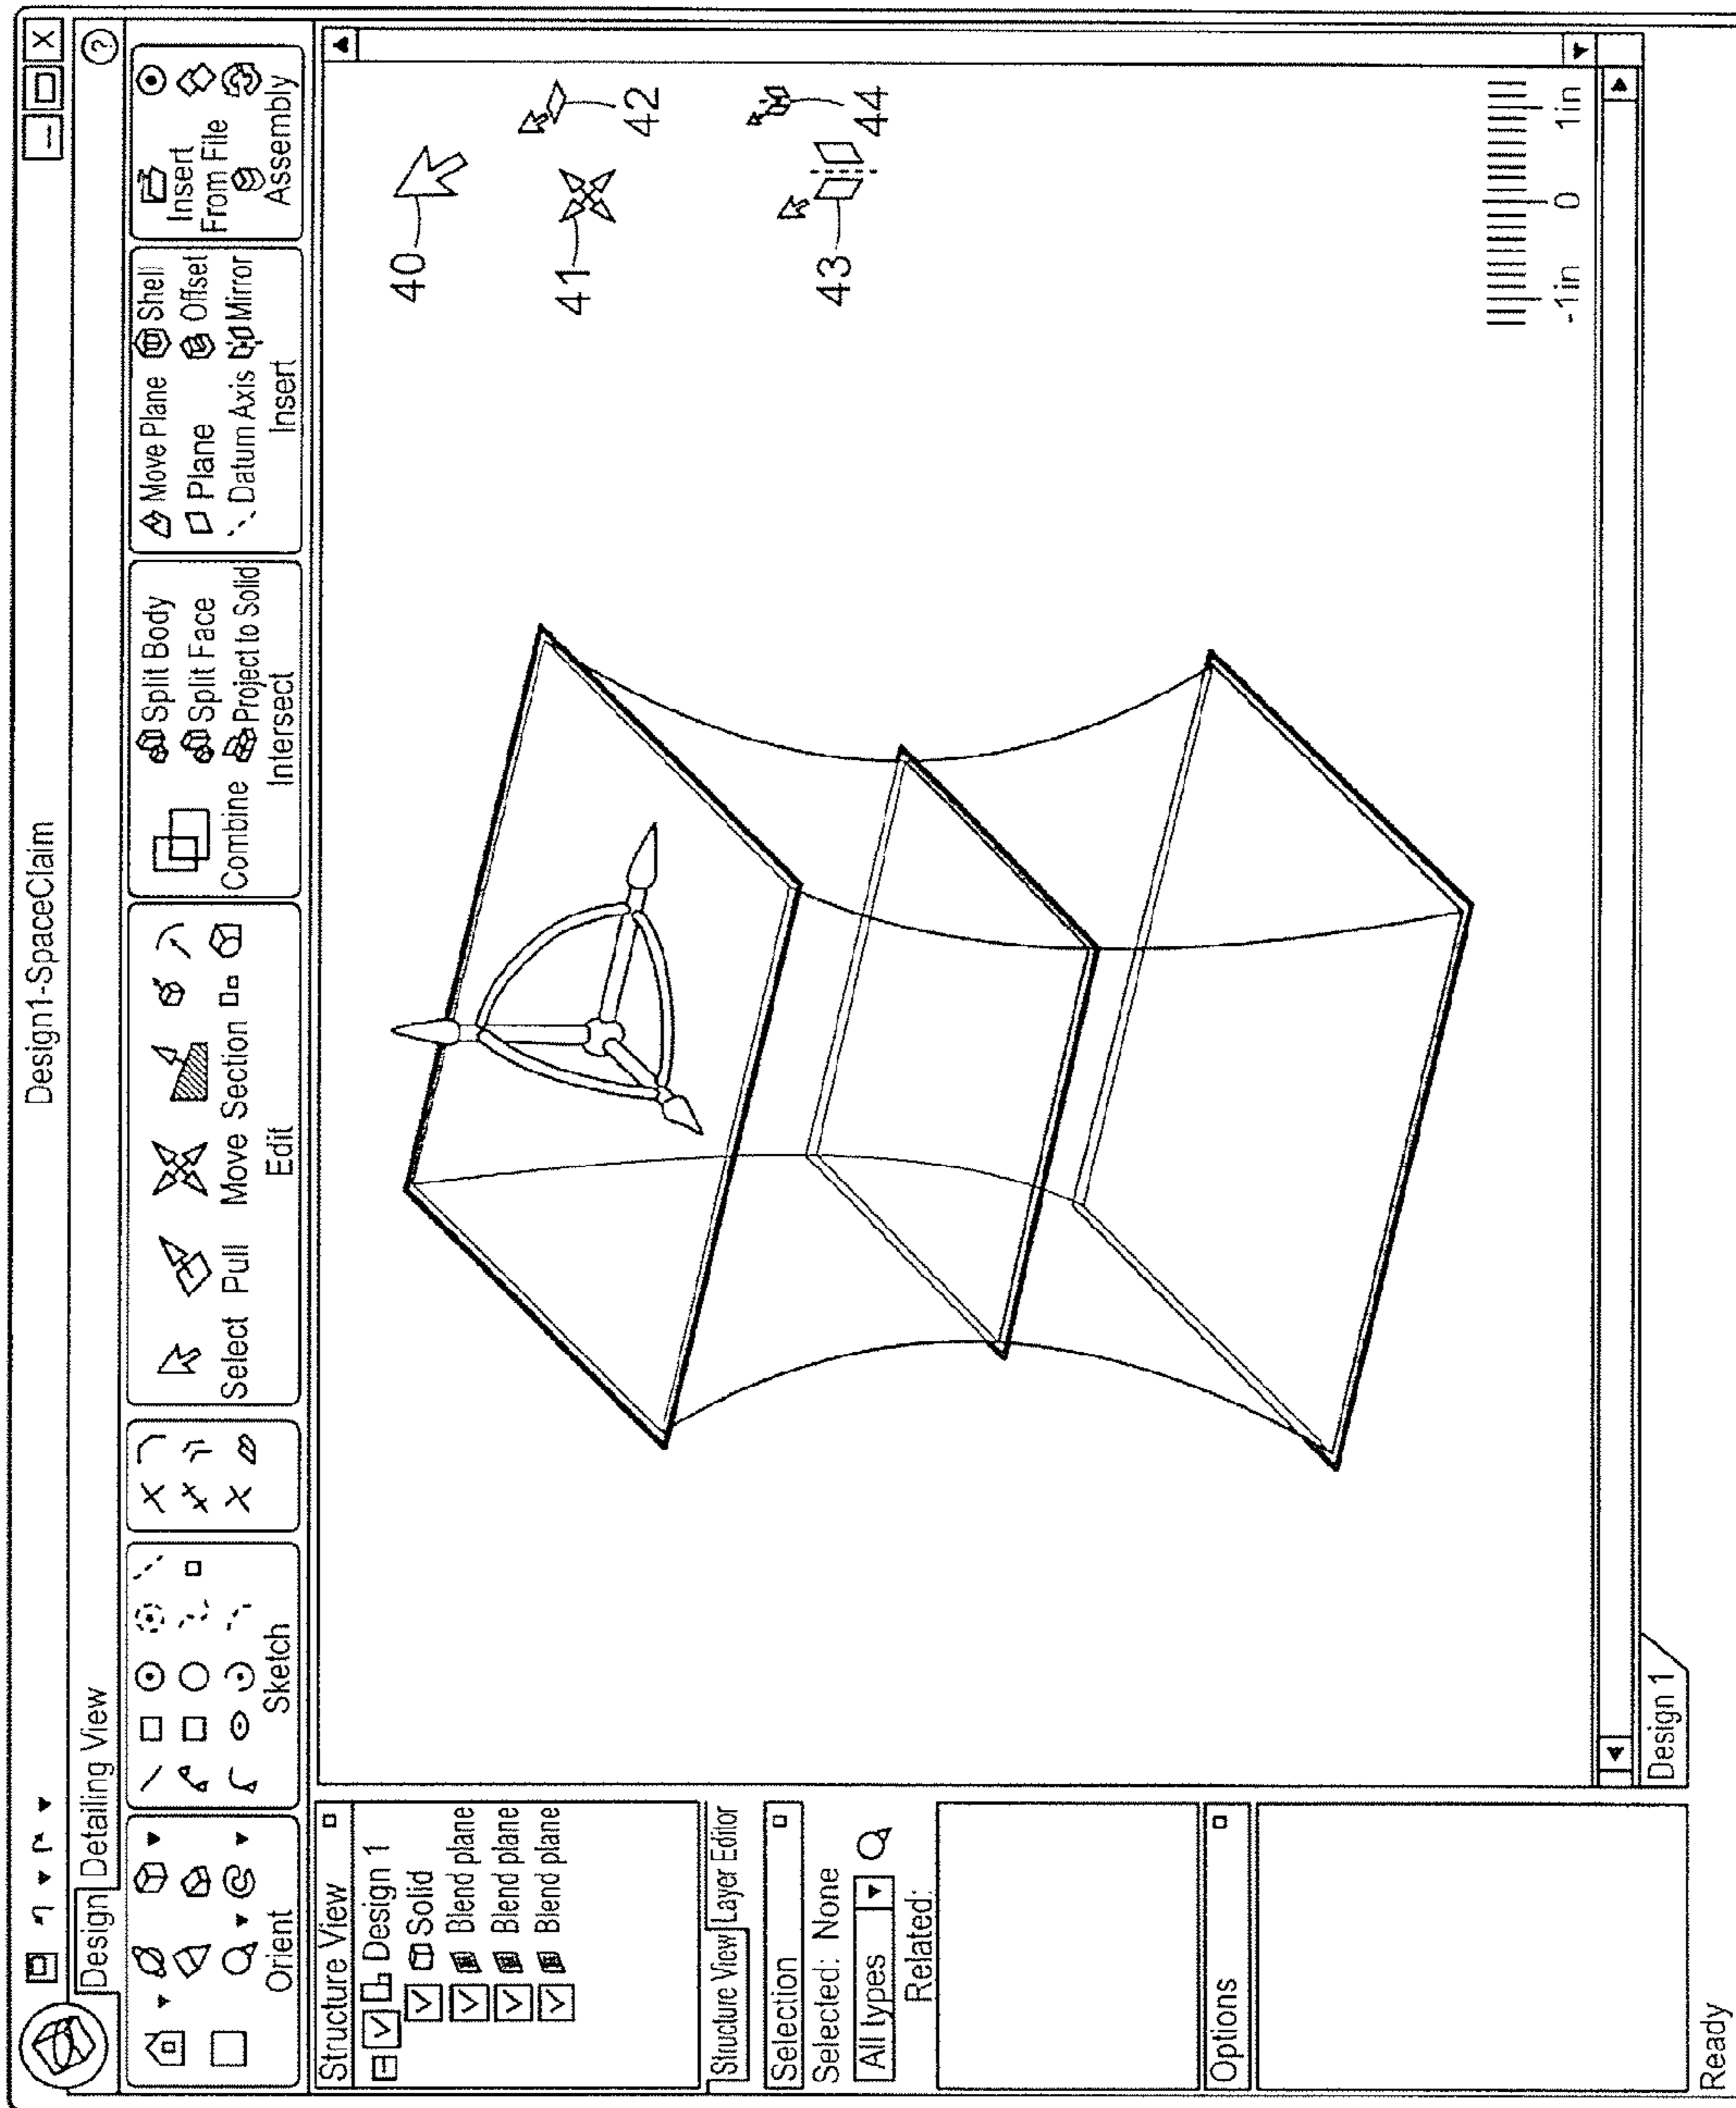 Design1-SpaceClaim
Design Detailing View
Orient
Sketch
Select Pull Move Section
Edit
Combine
Split Body
Split Face
Project to Solid
Intersect
Move Plane Shell
Plane Offset
Datum Axis Mirror
Insert
Insert
From File
Assembly
Structure View
Design 1
Solid
Blend plane
Blend plane
Blend plane
Structure View Layer Editor
Selection
Selected: None
All types
Related:
Options
40
41
42
43
44
-1in 0 1in
Design 1
Ready